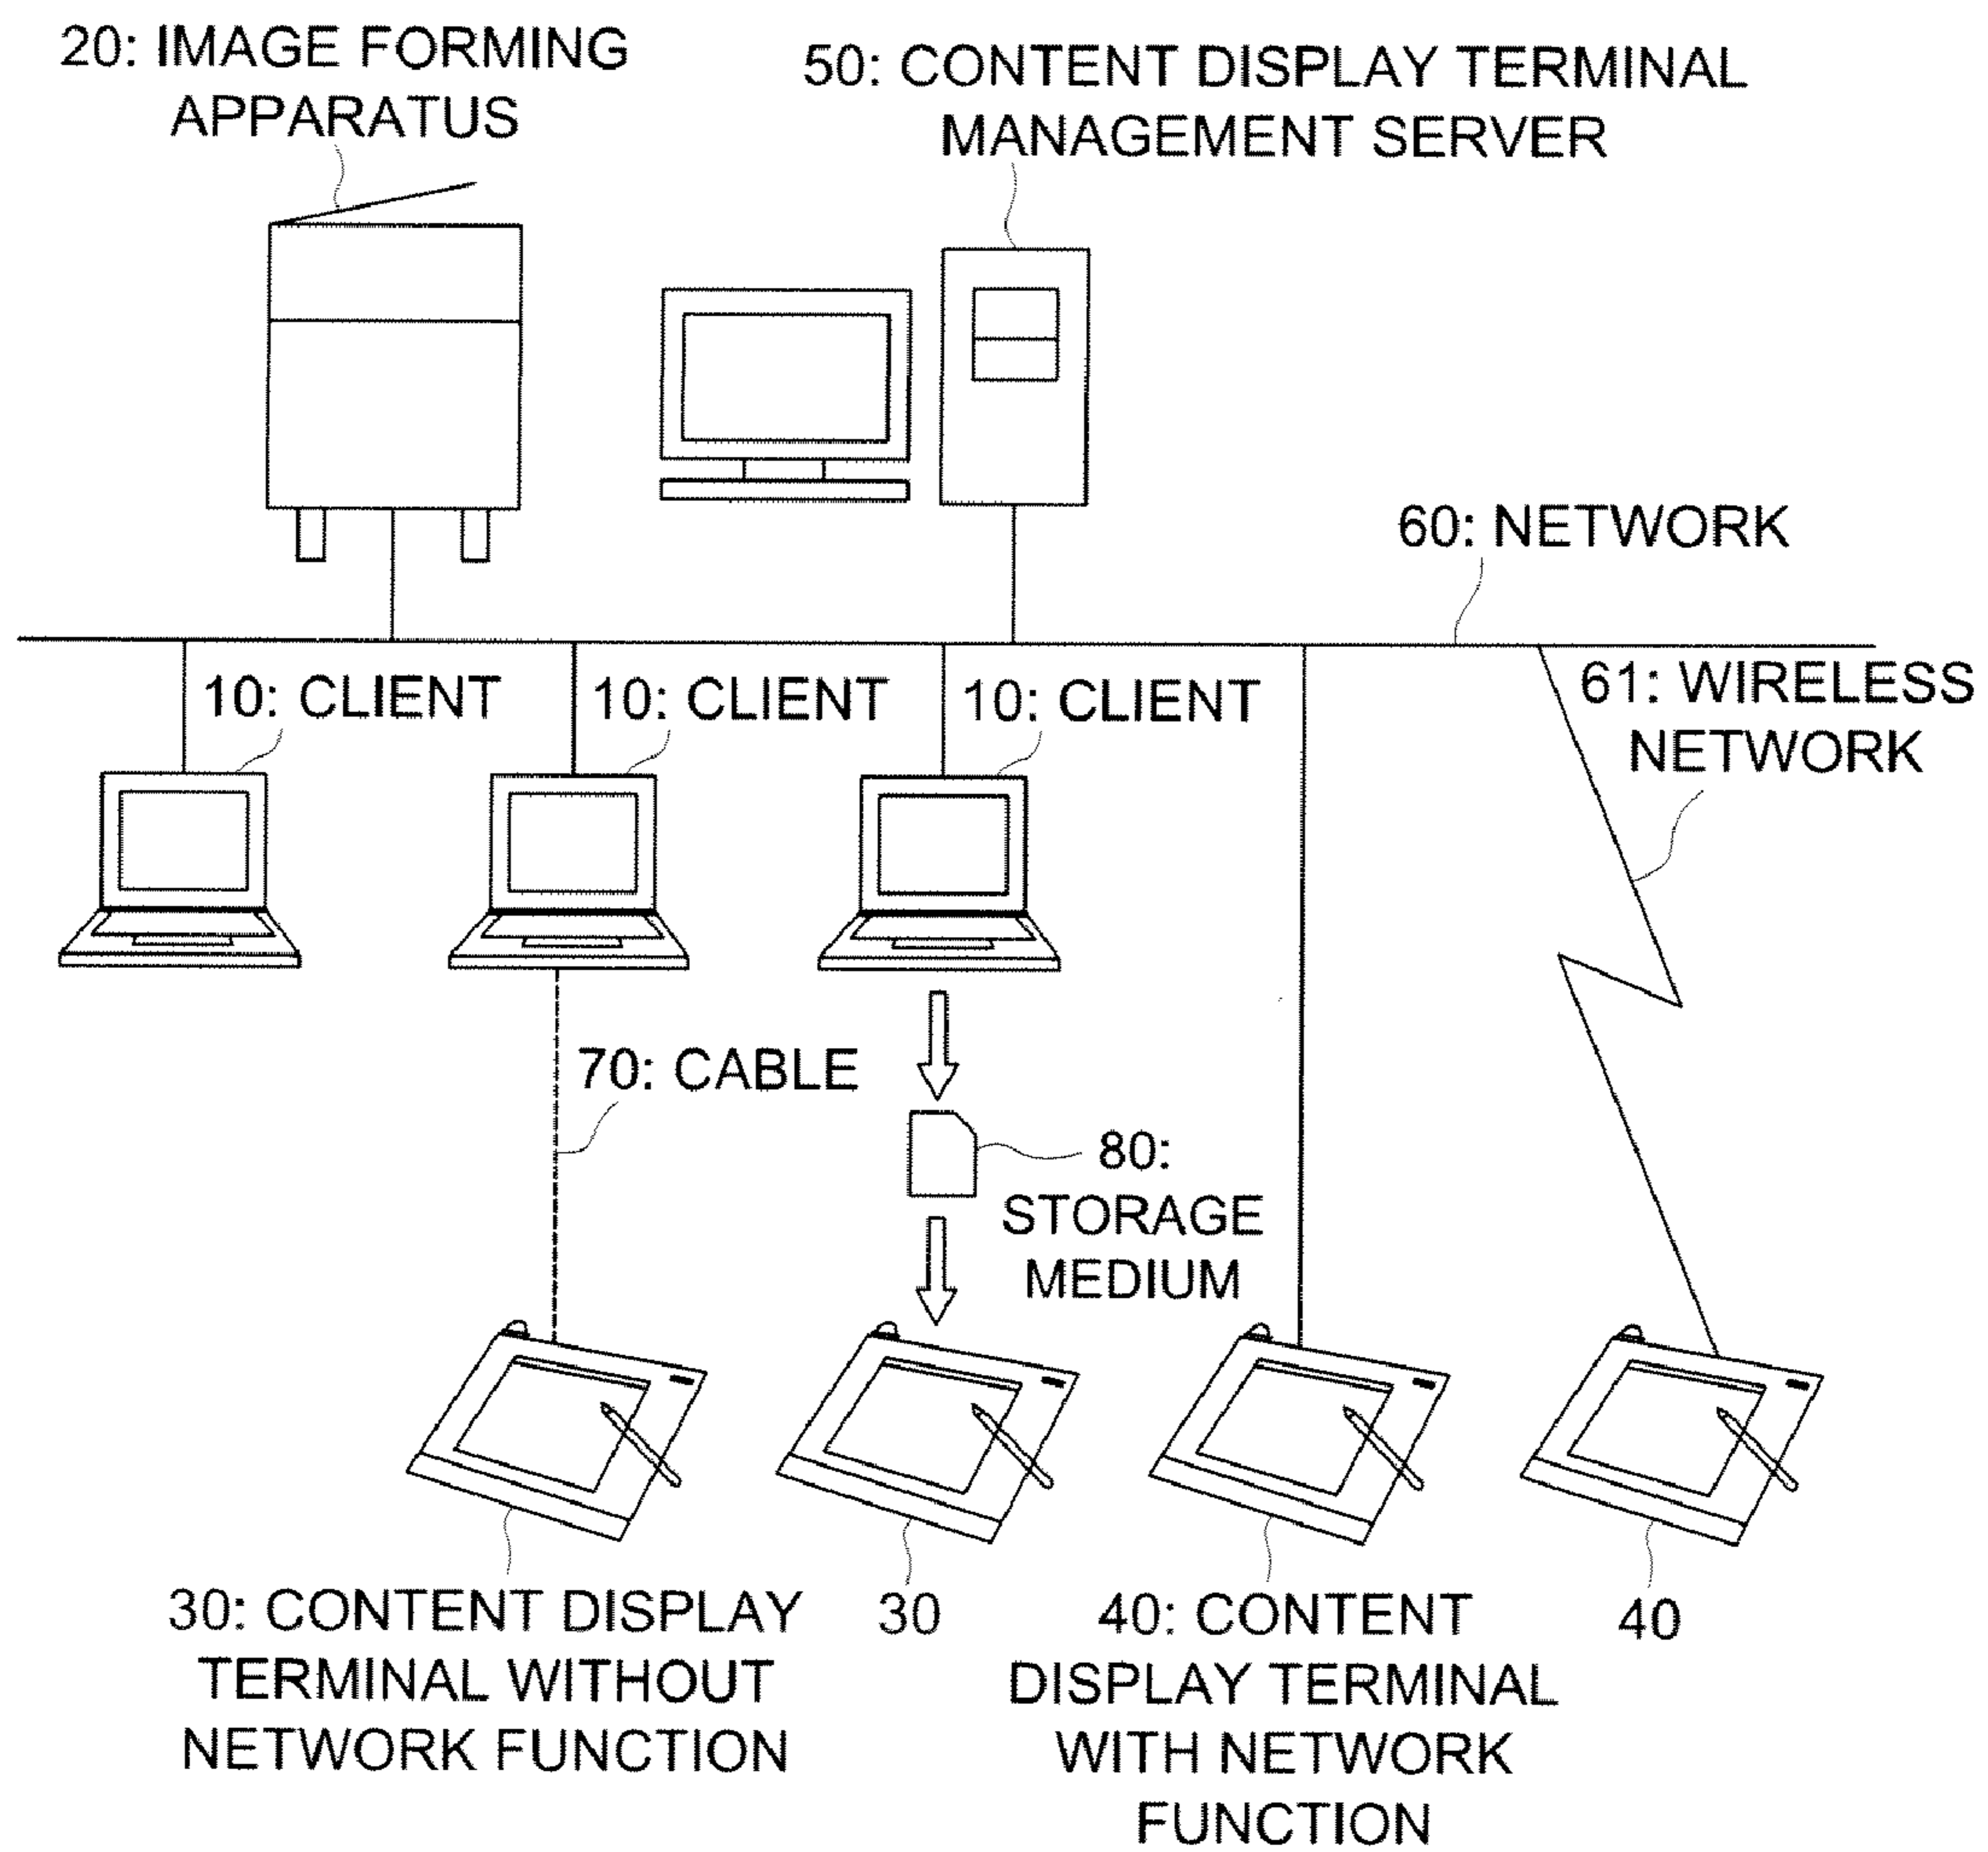 20: IMAGE FORMING
APPARATUS
50: CONTENT DISPLAY TERMINAL
MANAGEMENT SERVER
60: NETWORK
61: WIRELESS
NETWORK
10: CLIENT
10: CLIENT
10: CLIENT
70: CABLE
80:
STORAGE
MEDIUM
30: CONTENT DISPLAY
TERMINAL WITHOUT
NETWORK FUNCTION
30
40: CONTENT
DISPLAY TERMINAL
WITH NETWORK
FUNCTION
40